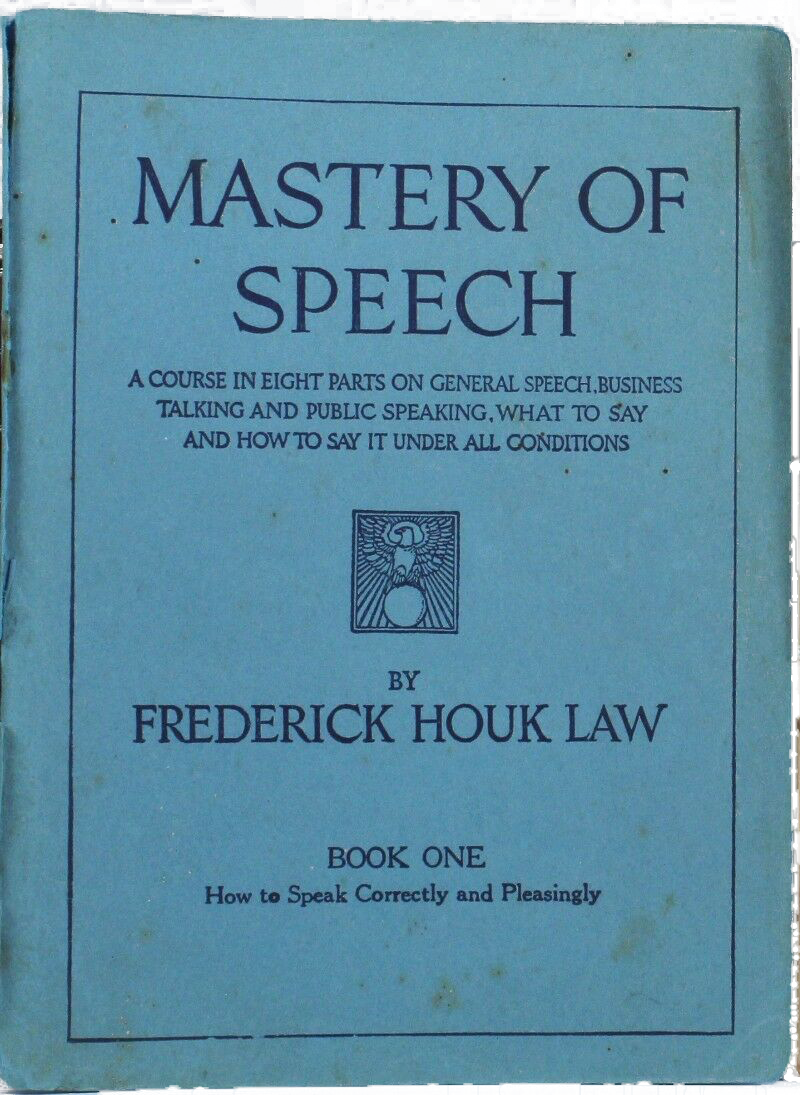 MASTERY OF
SPEECH
A COURSE IN EIGHT PARTS ON GENERAL SPEECH, BUSINESS
TALKING AND PUBLIC SPEAKING, WHAT TO SAY
AND HOW TO SAY IT UNDER ALL CONDITIONS
BY
FREDERICK HOUK LAW
BOOK ONE
How to Speak Correctly and Pleasingly